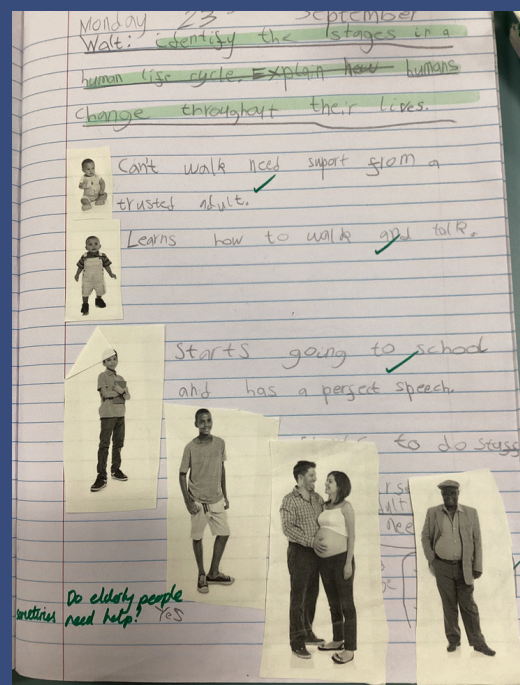 Monday 23rd September
Walt: identify the stages in a
human life cycle. Explain how humans
change throughout their lives.
Can't walk need suport from a
trusted adult.
Learns how to walk and talk.
Starts going to school
and has a perfect speech.
to do stuff
Do elderly people
sometimes need help? Yes